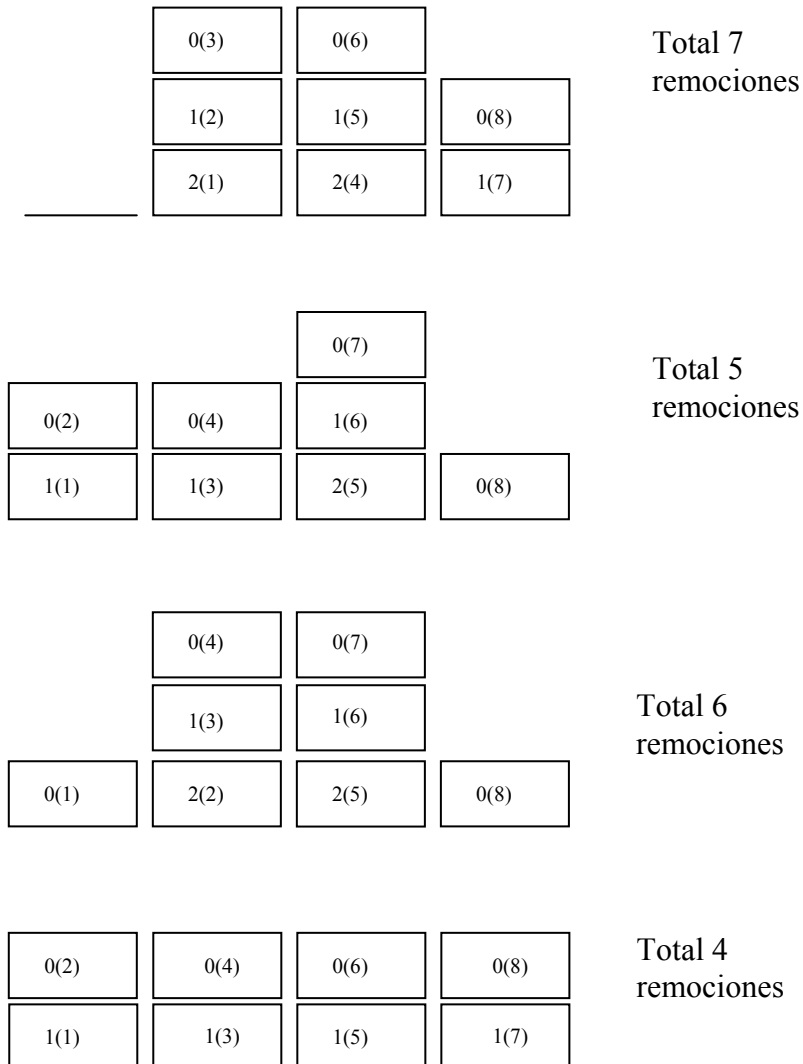 0(3) 0(6)
Total 7
remociones
1(2) 1(5) 0(8)
2(1) 2(4) 1(7)
0(7)
Total 5
remociones
0(2) 0(4) 1(6)
1(1) 1(3) 2(5) 0(8)
0(4) 0(7)
1(3) 1(6)
Total 6
remociones
0(1) 2(2) 2(5) 0(8)
0(2) 0(4) 0(6) 0(8)
Total 4
remociones
1(1) 1(3) 1(5) 1(7)